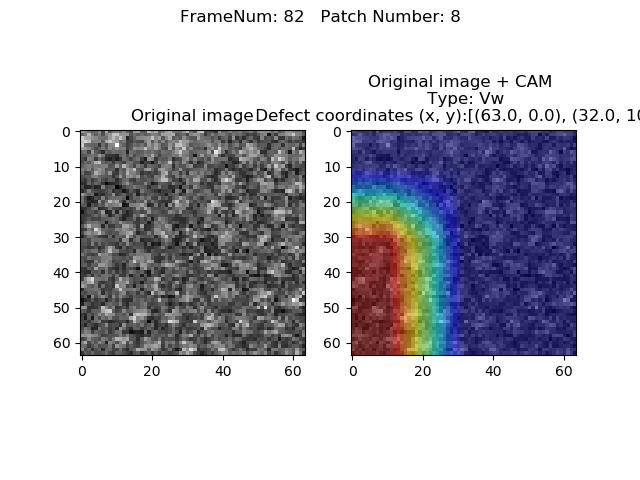 FrameNum: 82   Patch Number: 8
Original image + CAM
Type: Vw
Original image
Defect coordinates (x, y):[(63.0, 0.0), (32.0, 10
0
10
20
30
40
50
60
0 20 40 60
0
10
20
30
40
50
60
0 20 40 60